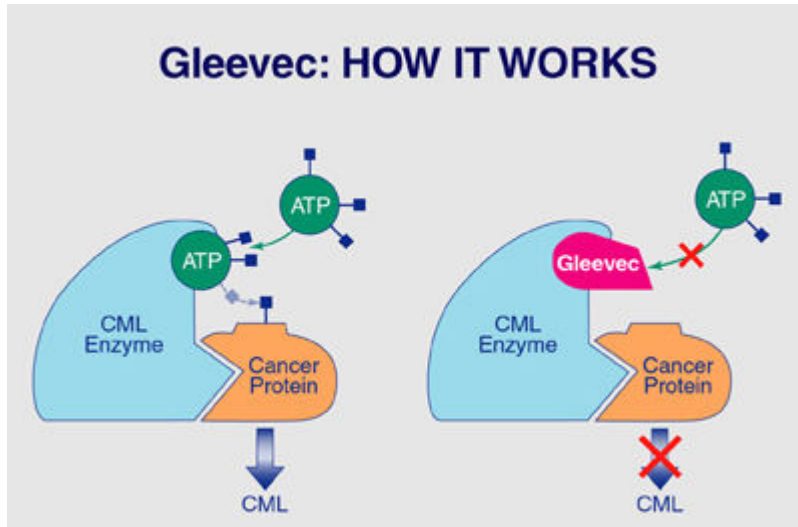 Gleevec: HOW IT WORKS
ATP
ATP
CML
Enzyme
Cancer
Protein
CML
ATP
Gleevec
CML
Enzyme
Cancer
Protein
CML